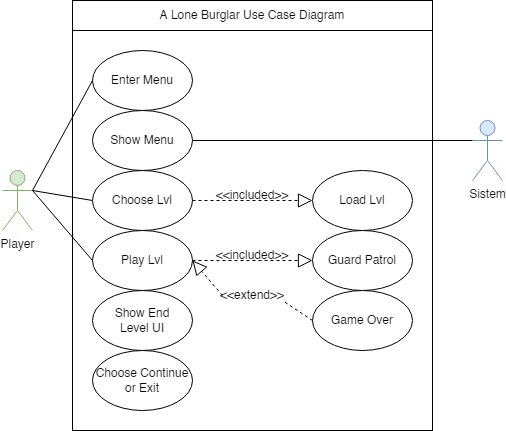 A Lone Burglar Use Case Diagram
Enter Menu
Show Menu
Choose Lvl
<<included>>
Load Lvl
Sistem
Player
Play Lvl
<<included>>
Guard Patrol
<<extend>>
Show End
Level UI
Game Over
Choose Continue
or Exit